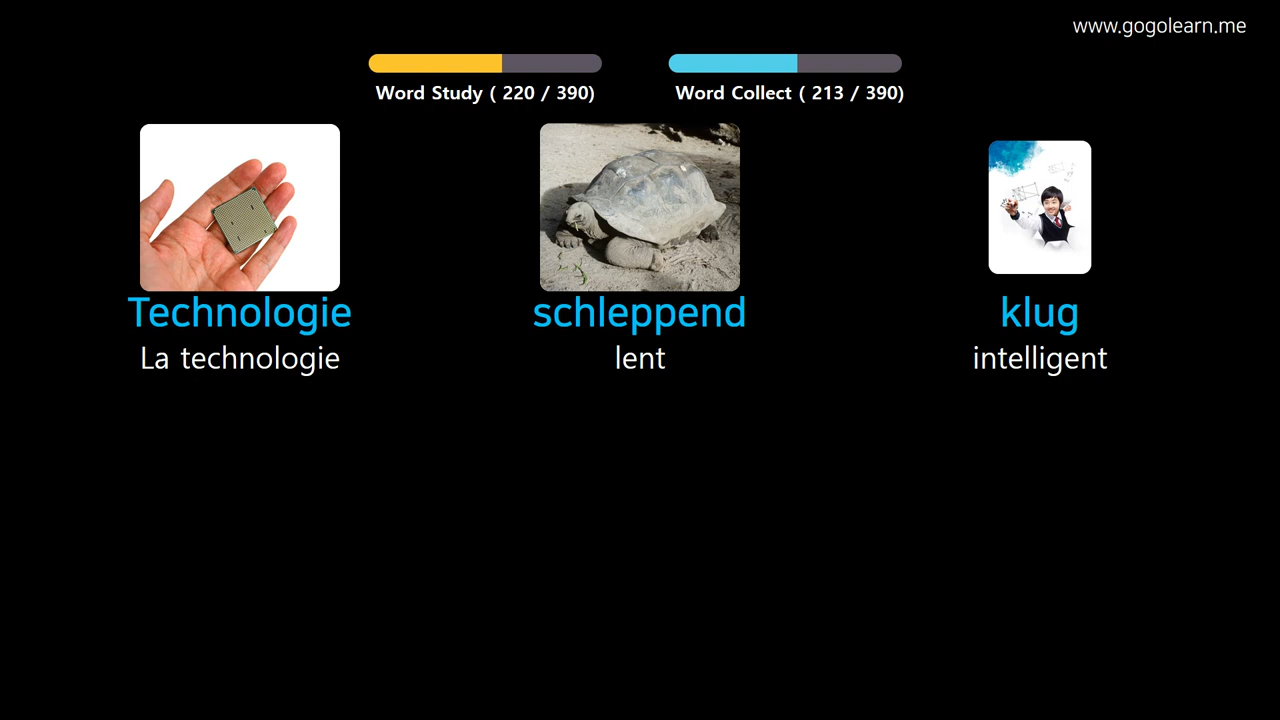 www.gogolearn.me
Word Study ( 220 / 390)
Word Collect ( 213 / 390)
Technologie
La technologie
schleppend
lent
klug
intelligent